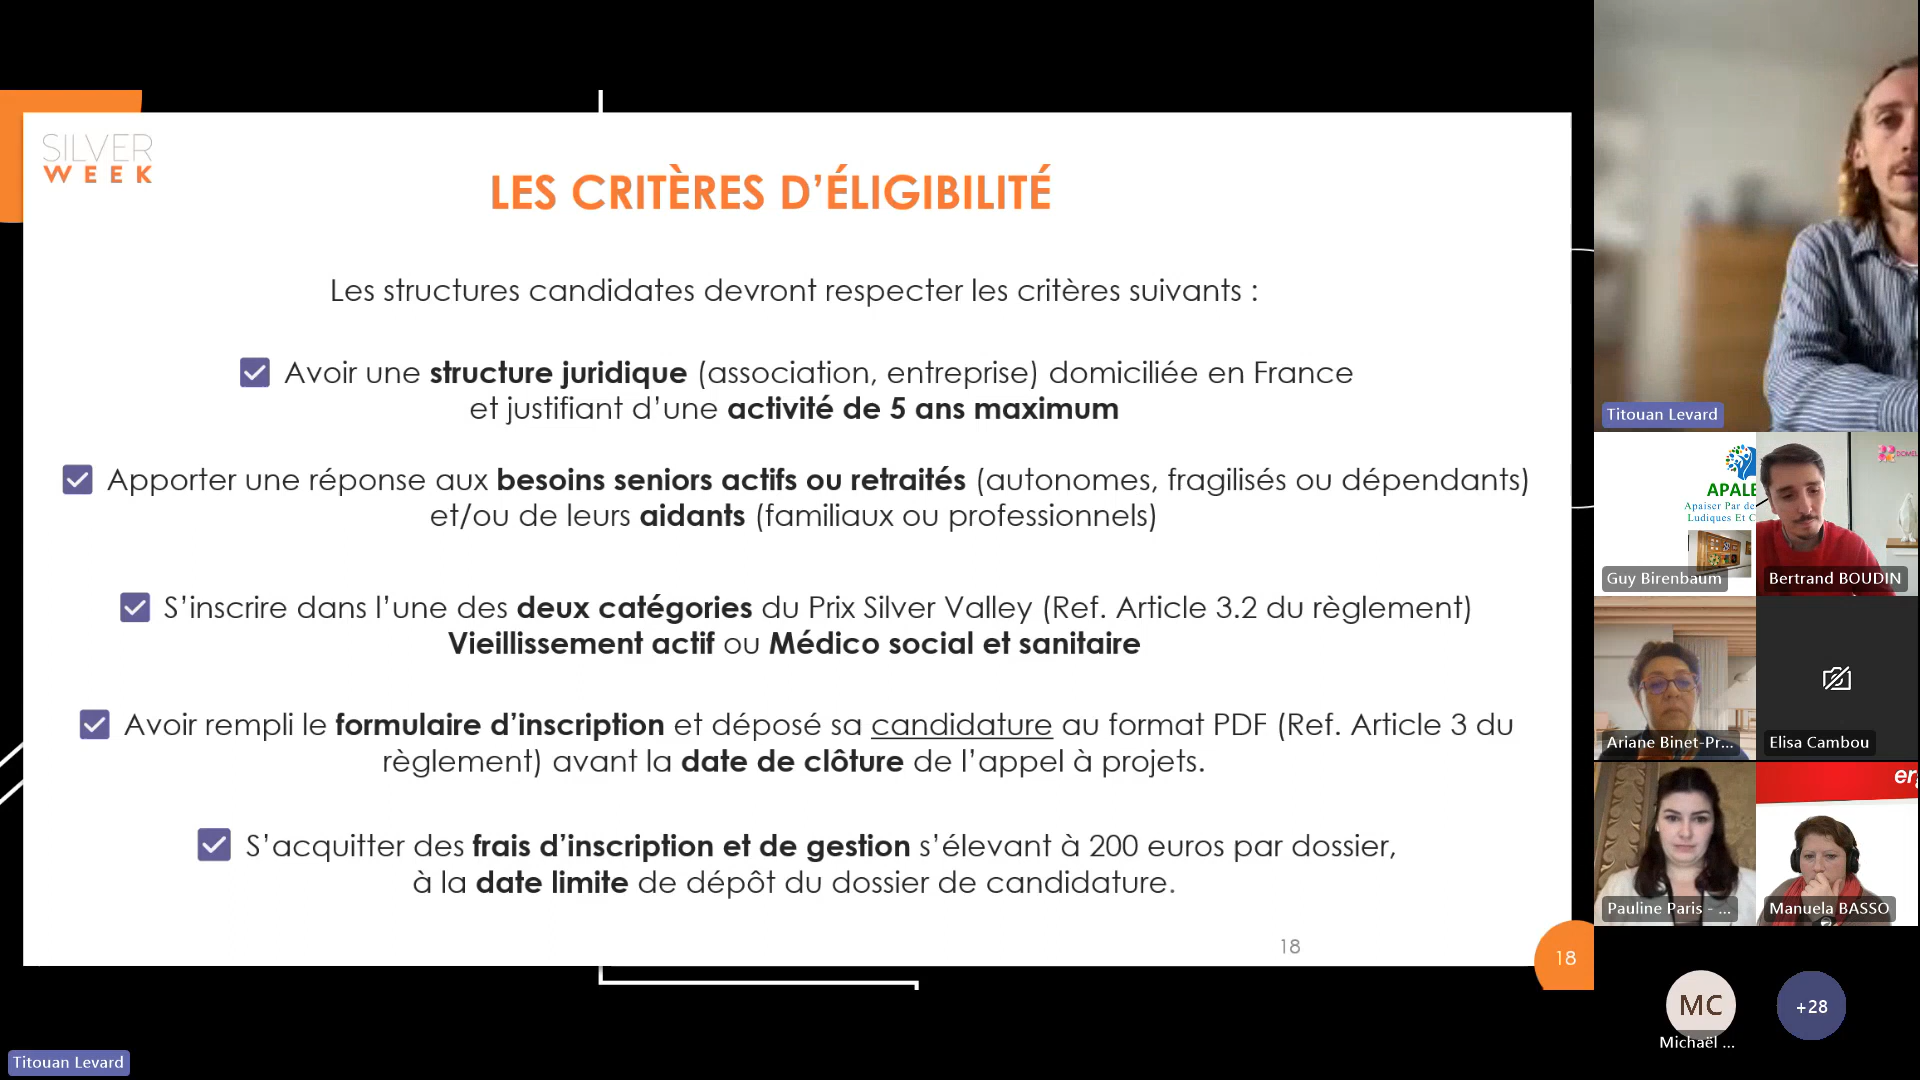 SILVER
WEEK
LES CRITÈRES D’ÉLIGIBILITÉ
Les structures candidates devront respecter les critères suivants :
Avoir une structure juridique (association, entreprise) domiciliée en France
et justifiant d’une activité de 5 ans maximum
Apporter une réponse aux besoins seniors actifs ou retraités (autonomes, fragilisés ou dépendants)
et/ou de leurs aidants (familiaux ou professionnels)
S’inscrire dans l’une des deux catégories du Prix Silver Valley (Ref. Article 3.2 du règlement)
Vieillissement actif ou Médico social et sanitaire
Avoir rempli le formulaire d’inscription et déposé sa candidature au format PDF (Ref. Article 3 du
règlement) avant la date de clôture de l’appel à projets.
S’acquitter des frais d’inscription et de gestion s’élevant à 200 euros par dossier,
à la date limite de dépôt du dossier de candidature.
18
18
Titouan Levard
Titouan Levard
APALE
Apaiser Par de
Ludiques Et C
Guy Birenbaum
DOMEL
Bertrand BOUDIN
Ariane Binet-Pr...
Elisa Cambou
Pauline Paris - ...
er
Manuela BASSO
MC
Michaël ...
+28